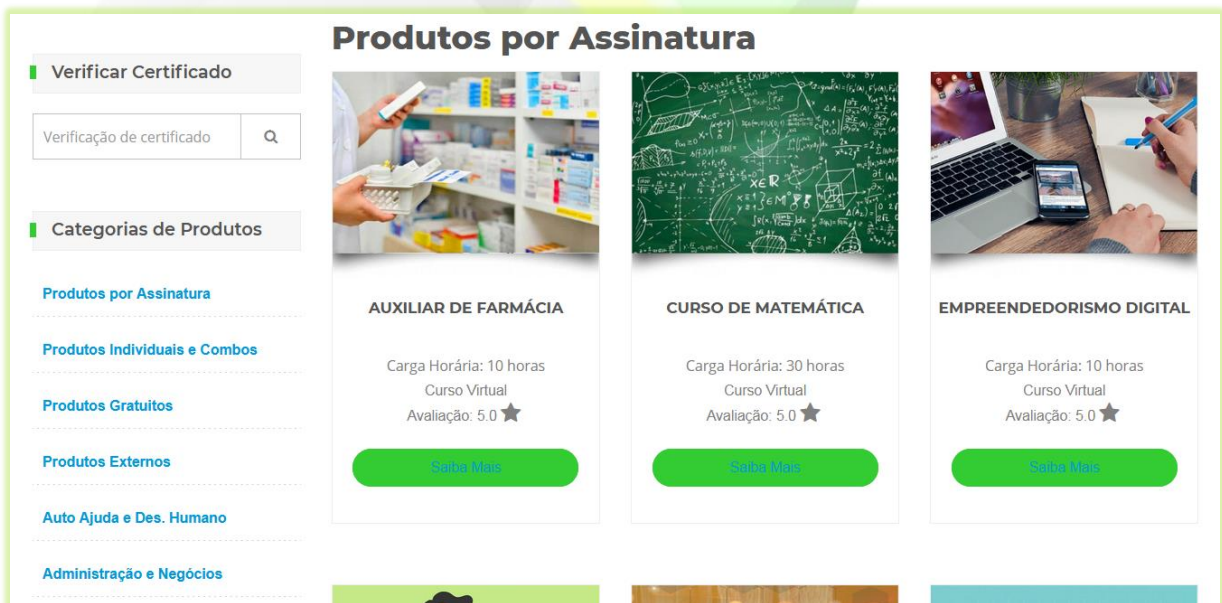 Produtos por Assinatura
Verificar Certificado
Verificação de certificado
Categorias de Produtos
Produtos por Assinatura
Produtos Individuais e Combos
Produtos Gratuitos
Produtos Externos
Auto Ajuda e Des. Humano
Administração e Negócios
AUXILIAR DE FARMÁCIA
Carga Horária: 10 horas
Curso Virtual
Avaliação: 5.0
Saiba Mais
CURSO DE MATEMÁTICA
Carga Horária: 30 horas
Curso Virtual
Avaliação: 5.0
Saiba Mais
EMPREENDEDORISMO DIGITAL
Carga Horária: 10 horas
Curso Virtual
Avaliação: 5.0
Saiba Mais